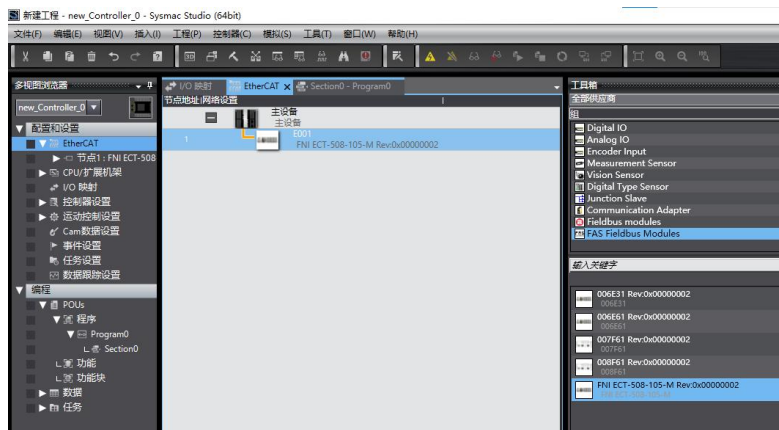 新建工程 - new_Controller_0 - Sysmac Studio (64bit)
文件(F) 编辑(E) 视图(V) 插入(I) 工程(P) 控制器(C) 模拟(S) 工具(T) 窗口(W) 帮助(H)
多视图浏览器
new_Controller_0
配置和设置
EtherCAT
节点1 : FNI ECT-508
CPU/扩展机架
I/O 映射
控制器设置
运动控制设置
Cam数据设置
事件设置
任务设置
数据跟踪设置
编程
POUs
程序
Program0
Section0
功能
功能块
数据
任务
I/O 映射 EtherCAT Section0 - Program0
节点地址|网络设置
主设备
主设备
1 E001
FNI ECT-508-105-M Rev:0x00000002
工具箱
全部供应商
组
Digital IO
Analog IO
Encoder Input
Measurement Sensor
Vision Sensor
Digital Type Sensor
Junction Slave
Communication Adapter
Fieldbus modules
FAS Fieldbus Modules
输入关键字
006E31 Rev:0x00000002
006E31
006E61 Rev:0x00000002
006E61
007F61 Rev:0x00000002
007F61
008F61 Rev:0x00000002
008F61
FNI ECT-508-105-M Rev:0x00000002
FNI ECT-508-105-M